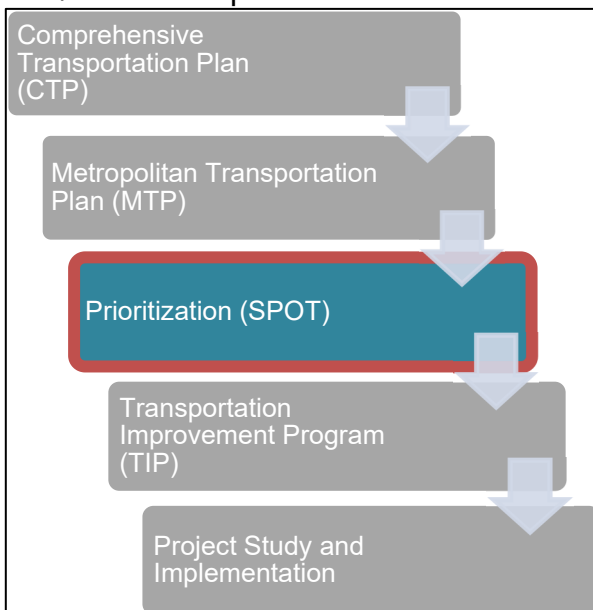 Comprehensive
Transportation Plan
(CTP)
Metropolitan Transportation
Plan (MTP)
Prioritization (SPOT)
Transportation
Improvement Program
(TIP)
Project Study and
Implementation